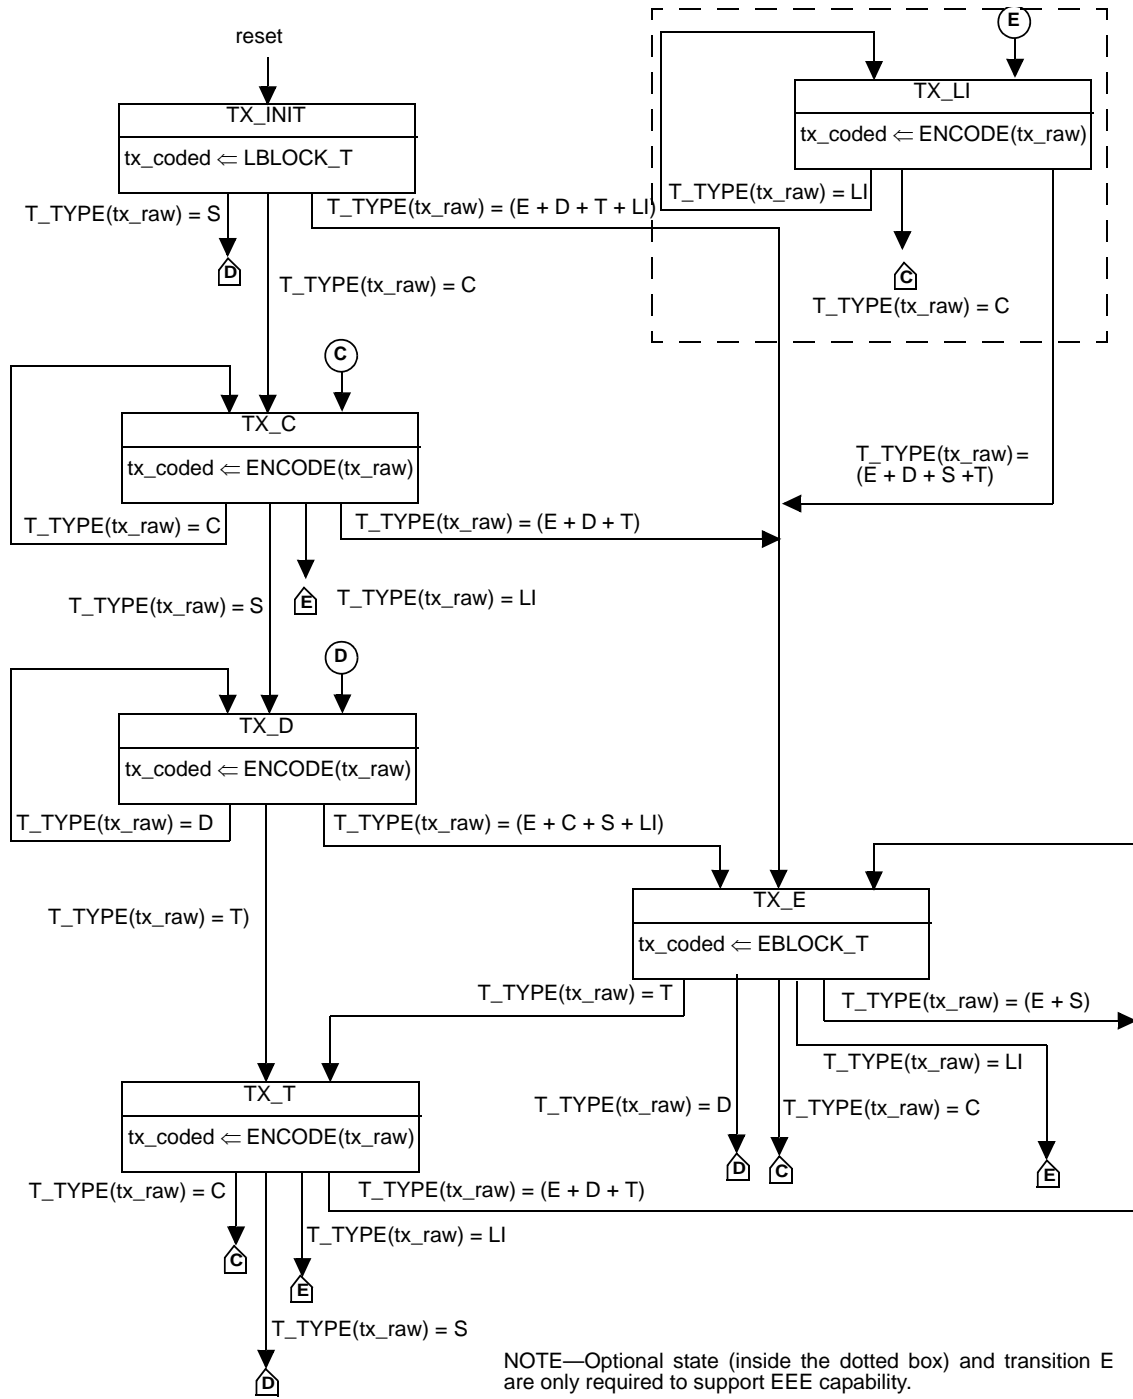 reset
E
TX_INIT
tx_coded ⇐ LBLOCK_T
TX_LI
tx_coded ⇐ ENCODE(tx_raw)
T_TYPE(tx_raw) = S
T_TYPE(tx_raw) = (E + D + T + LI)
T_TYPE(tx_raw) = LI
D
C
T_TYPE(tx_raw) = C
T_TYPE(tx_raw) = C
C
TX_C
tx_coded ⇐ ENCODE(tx_raw)
T_TYPE(tx_raw) =
(E + D + S +T)
T_TYPE(tx_raw) = C
T_TYPE(tx_raw) = (E + D + T)
T_TYPE(tx_raw) = S
E
T_TYPE(tx_raw) = LI
D
TX_D
tx_coded ⇐ ENCODE(tx_raw)
T_TYPE(tx_raw) = D
T_TYPE(tx_raw) = (E + C + S + LI)
T_TYPE(tx_raw) = T)
TX_E
tx_coded ⇐ EBLOCK_T
T_TYPE(tx_raw) = T
T_TYPE(tx_raw) = (E + S)
T_TYPE(tx_raw) = LI
T_TYPE(tx_raw) = D
T_TYPE(tx_raw) = C
D
C
E
TX_T
tx_coded ⇐ ENCODE(tx_raw)
T_TYPE(tx_raw) = C
T_TYPE(tx_raw) = (E + D + T)
T_TYPE(tx_raw) = LI
C
E
T_TYPE(tx_raw) = S
D
NOTE—Optional state (inside the dotted box) and transition E
are only required to support EEE capability.